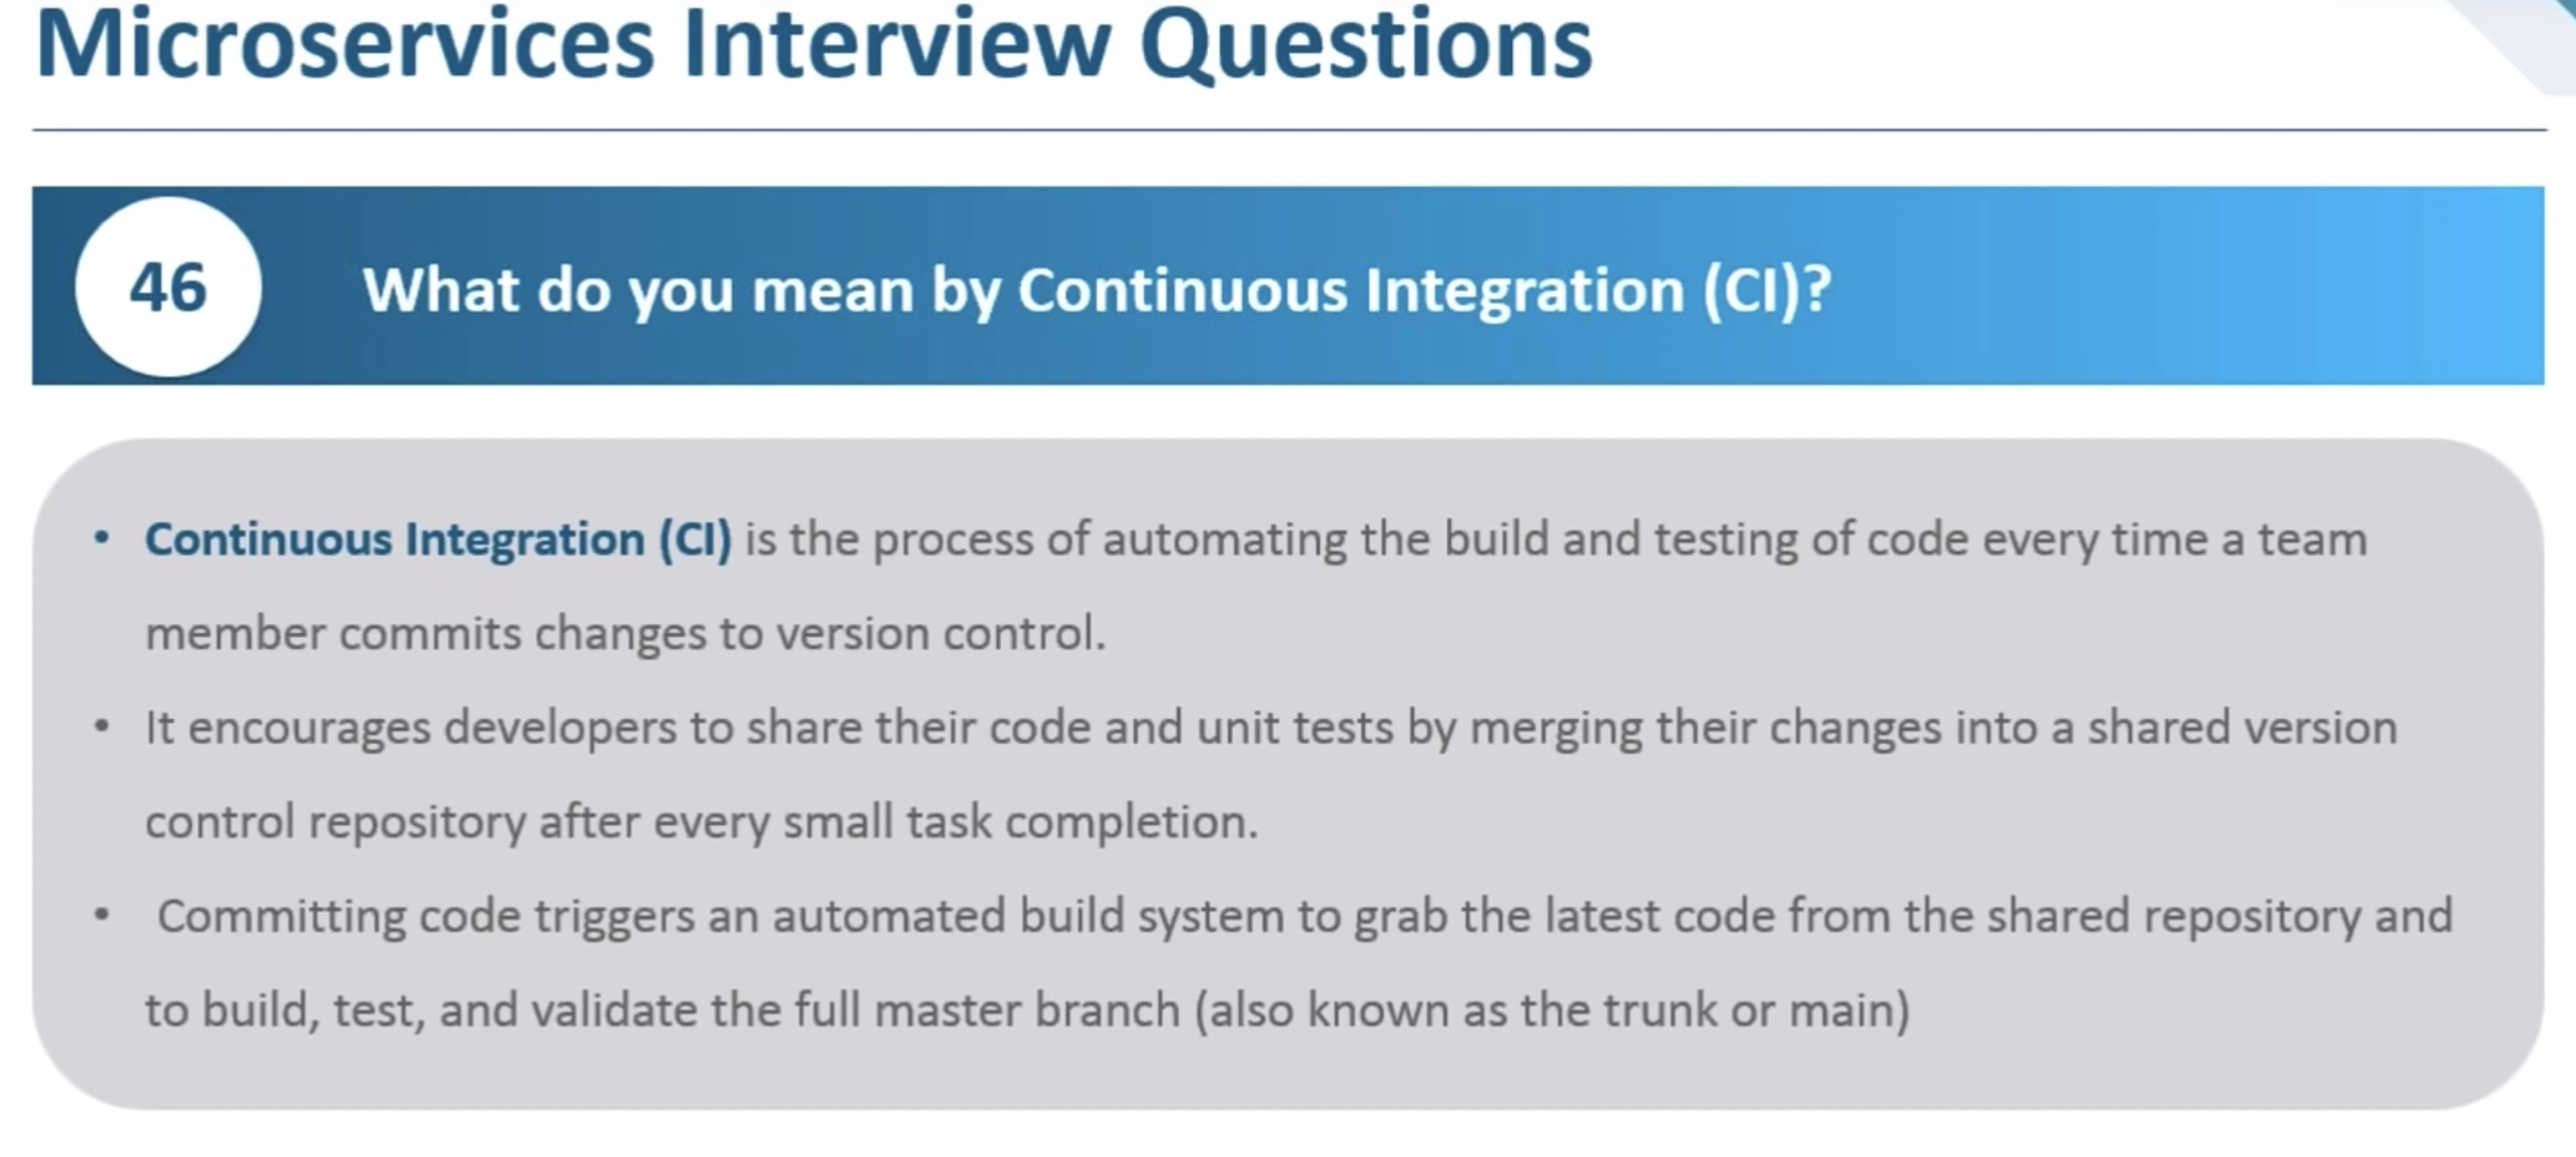 Microservices Interview Questions
46
What do you mean by Continuous Integration (CI)?
• Continuous Integration (CI) is the process of automating the build and testing of code every time a team
member commits changes to version control.
• It encourages developers to share their code and unit tests by merging their changes into a shared version
control repository after every small task completion.
• Committing code triggers an automated build system to grab the latest code from the shared repository and
to build, test, and validate the full master branch (also known as the trunk or main)